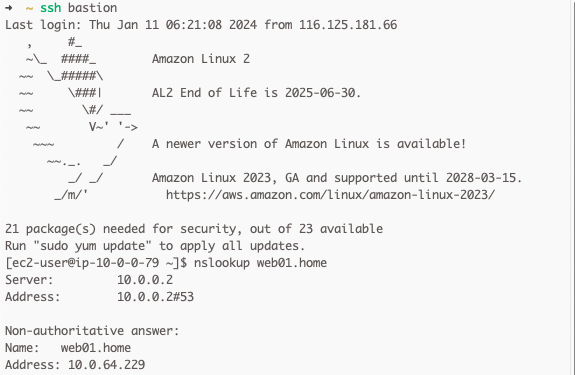 ➜  ~ ssh bastion
Last login: Thu Jan 11 06:21:08 2024 from 116.125.181.66
   ,     #_
   ~\_  ####_        Amazon Linux 2
  ~~  \_#####\
  ~~     \###|       AL2 End of Life is 2025-06-30.
  ~~       \#/ ___
   ~~       V~' '->
    ~~~         /    A newer version of Amazon Linux is available!
      ~~._.   _/
         _/ _/       Amazon Linux 2023, GA and supported until 2028-03-15.
       _/m/'           https://aws.amazon.com/linux/amazon-linux-2023/

21 package(s) needed for security, out of 23 available
Run "sudo yum update" to apply all updates.
[ec2-user@ip-10-0-0-79 ~]$ nslookup web01.home
Server:         10.0.0.2
Address:        10.0.0.2#53

Non-authoritative answer:
Name:   web01.home
Address: 10.0.64.229